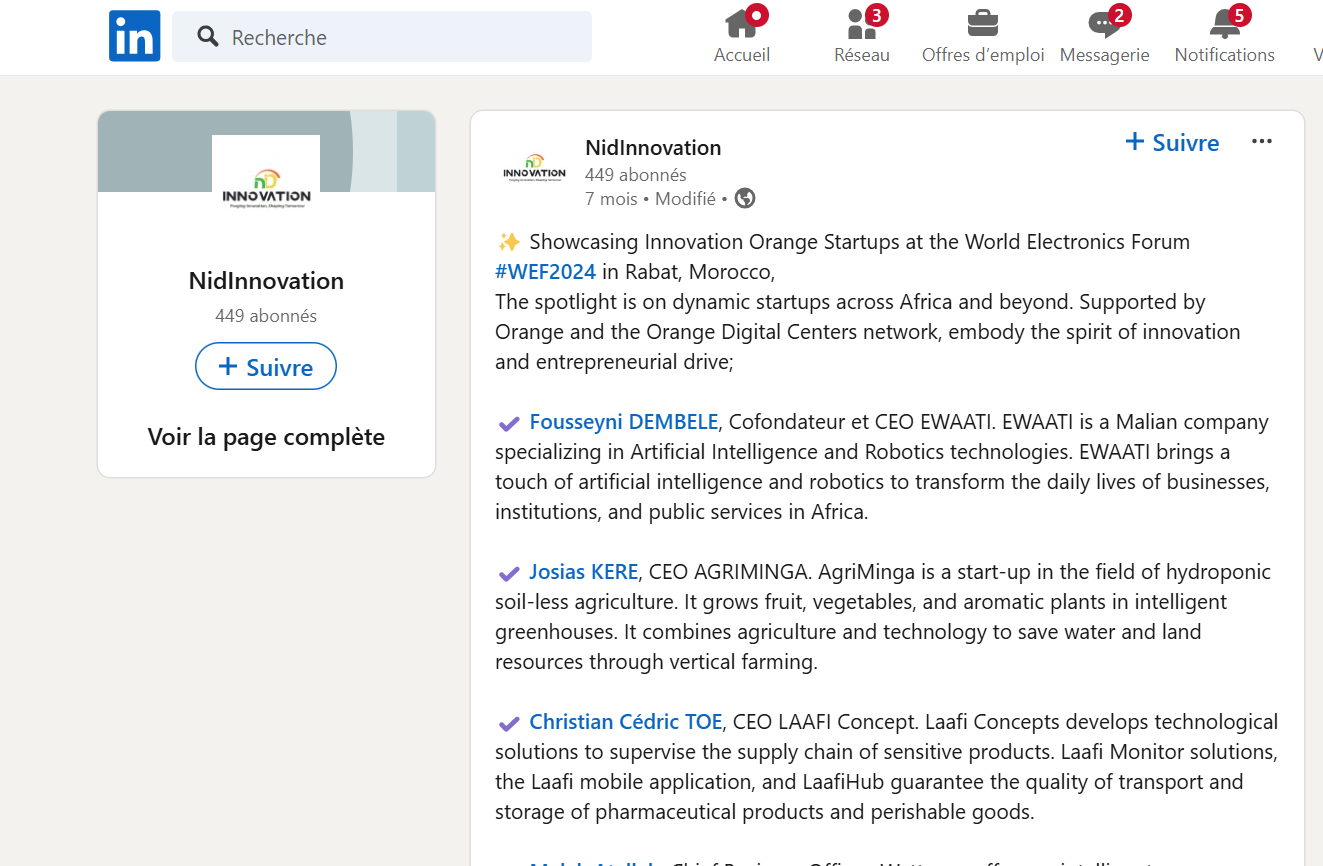 in
Recherche
Accueil
3
Réseau
Offres d’emploi
2
Messagerie
5
Notifications
INNOVATION
NidInnovation
449 abonnés
+ Suivre
Voir la page complète
INNOVATION
NidInnovation
449 abonnés
7 mois • Modifié •
+ Suivre
✨ Showcasing Innovation Orange Startups at the World Electronics Forum
#WEF2024 in Rabat, Morocco,
The spotlight is on dynamic startups across Africa and beyond. Supported by
Orange and the Orange Digital Centers network, embody the spirit of innovation
and entrepreneurial drive;
✔ Fousseyni DEMBELE, Cofondateur et CEO EWAATI. EWAATI is a Malian company
specializing in Artificial Intelligence and Robotics technologies. EWAATI brings a
touch of artificial intelligence and robotics to transform the daily lives of businesses,
institutions, and public services in Africa.
✔ Josias KERE, CEO AGRIMINGA. AgriMinga is a start-up in the field of hydroponic
soil-less agriculture. It grows fruit, vegetables, and aromatic plants in intelligent
greenhouses. It combines agriculture and technology to save water and land
resources through vertical farming.
✔ Christian Cédric TOE, CEO LAAFI Concept. Laafi Concepts develops technological
solutions to supervise the supply chain of sensitive products. Laafi Monitor solutions,
the Laafi mobile application, and LaafiHub guarantee the quality of transport and
storage of pharmaceutical products and perishable goods.